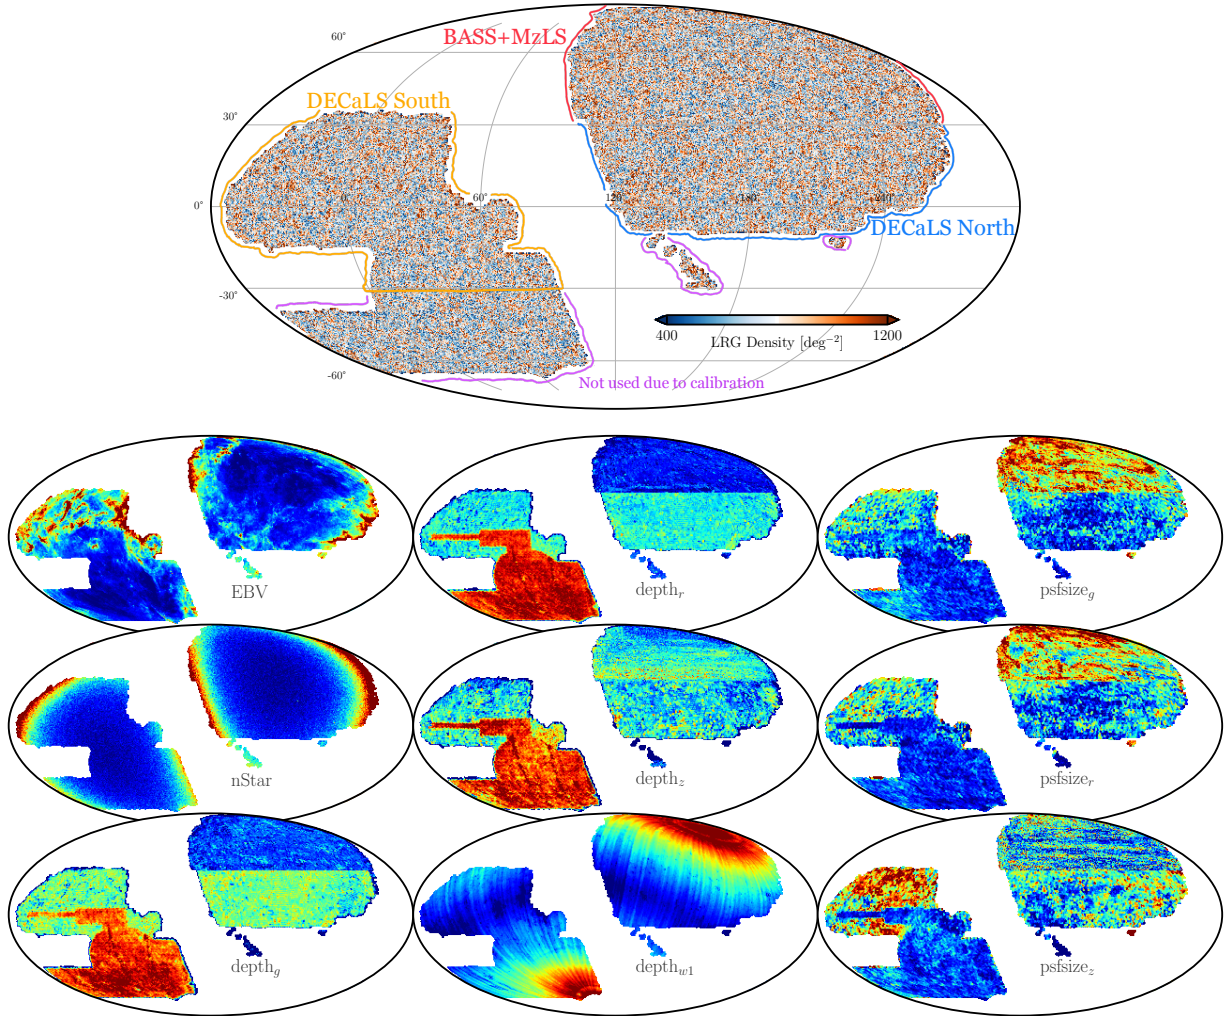 60°
BASS+MzLS
DECaLS South
30°
0°
0°
60°
120°
180°
240°
DECaLS North
-30°
400
1200
LRG Density [deg⁻²]
-60°
Not used due to calibration
EBV
depth_r
psfsize_g
nStar
depth_z
psfsize_r
depth_g
depth_w1
psfsize_z